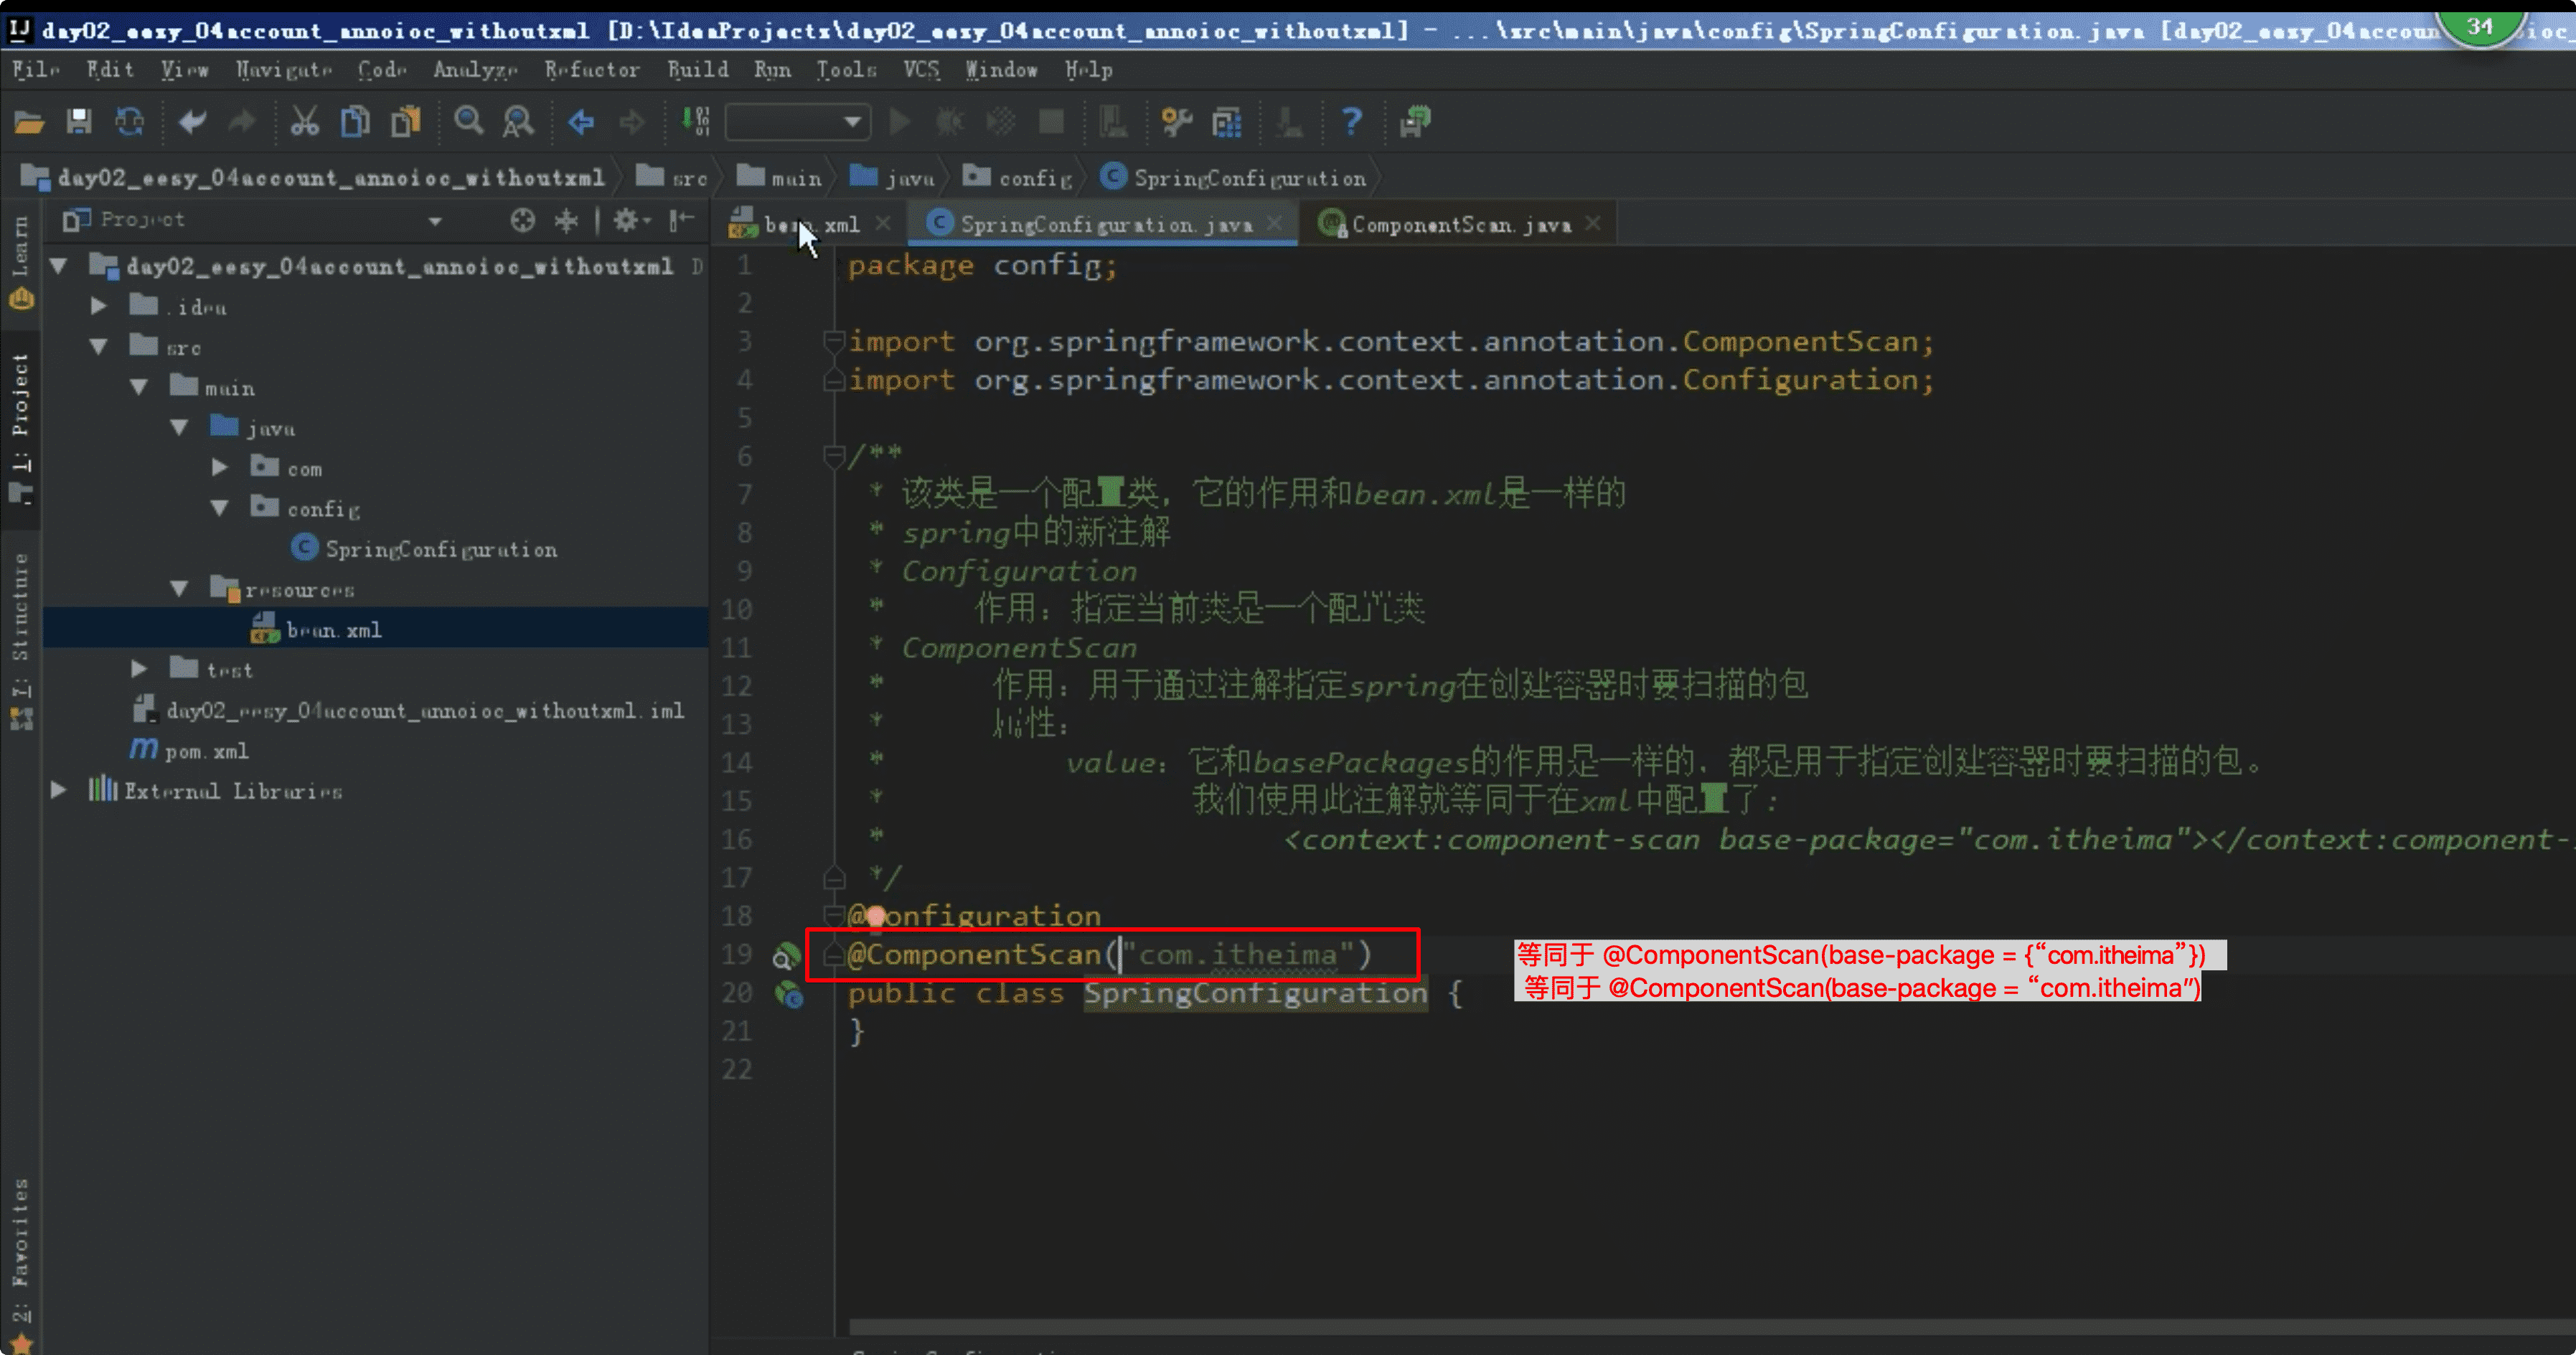 day02_eesy_04account_annoioc_withoutxml [D:\IdeaProjects\day02_eesy_04account_annoioc_withoutxml] - ...\src\main\java\config\SpringConfiguration.java [day02_eesy_04accoun
34
File Edit View Navigate Code Analyze Refactor Build Run Tools VCS Window Help
day02_eesy_04account_annoioc_withoutxml src main java config SpringConfiguration
Project
bean.xml SpringConfiguration.java ComponentScan.java
Learn
1: Project
7: Structure
2: Favorites
day02_eesy_04account_annoioc_withoutxml D
.idea
src
main
java
com
config
SpringConfiguration
resources
bean.xml
test
day02_eesy_04account_annoioc_withoutxml.iml
pom.xml
External Libraries
1 package config;
2
3 import org.springframework.context.annotation.ComponentScan;
4 import org.springframework.context.annotation.Configuration;
5
6 /**
7 * 该类是一个配置类，它的作用和bean.xml是一样的
8 * spring中的新注解
9 * Configuration
10 * 作用：指定当前类是一个配置类
11 * ComponentScan
12 * 作用：用于通过注解指定spring在创建容器时要扫描的包
13 * 属性：
14 * value：它和basePackages的作用是一样的，都是用于指定创建容器时要扫描的包。
15 * 我们使用此注解就等同于在xml中配置了：
16 * <context:component-scan base-package="com.itheima"></context:component-
17 */
18 @Configuration
19 @ComponentScan("com.itheima")
等同于 @ComponentScan(base-package = {“com.itheima”})
20 public class SpringConfiguration {
等同于 @ComponentScan(base-package = “com.itheima”)
21 }
22